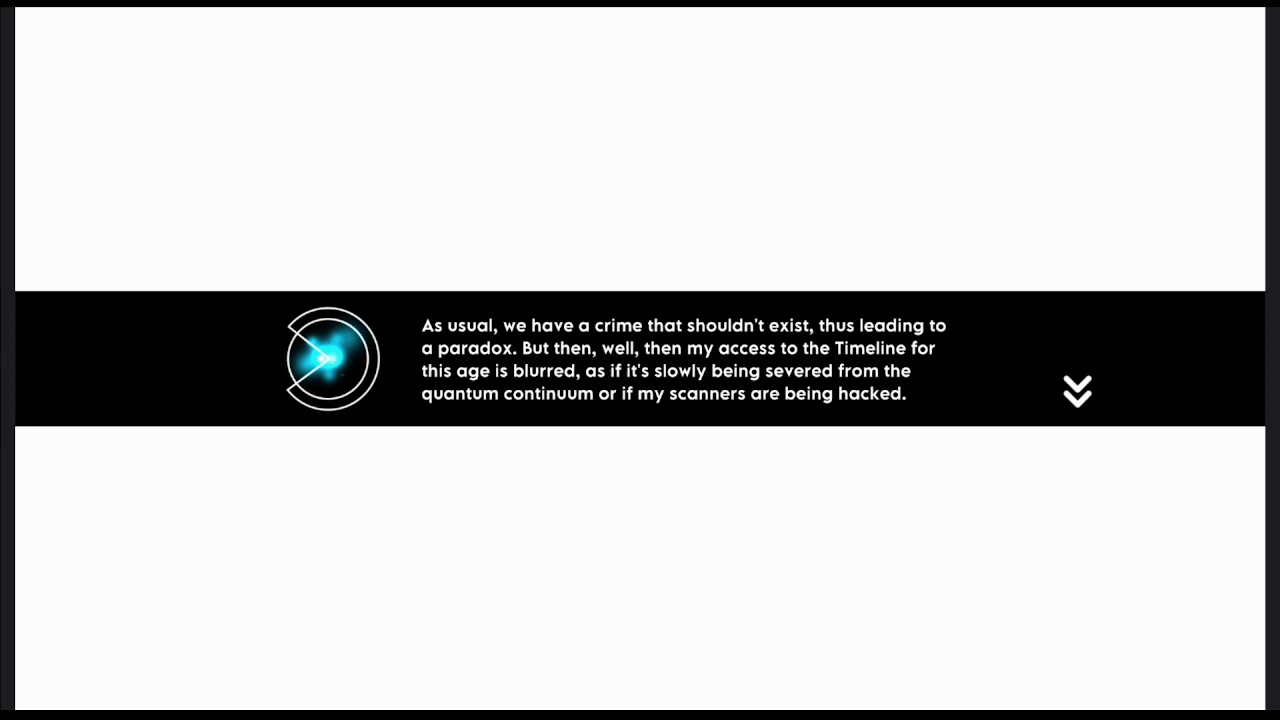 As usual, we have a crime that shouldn't exist, thus leading to
a paradox. But then, well, then my access to the Timeline for
this age is blurred, as if it's slowly being severed from the
quantum continuum or if my scanners are being hacked.